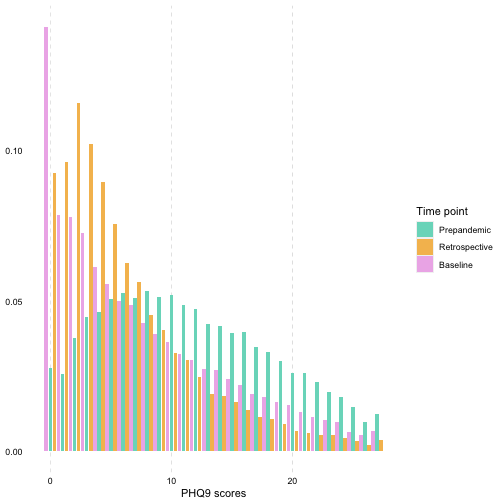 0.10
0.05
0.00
0
10
20
PHQ9 scores
Time point
Prepandemic
Retrospective
Baseline